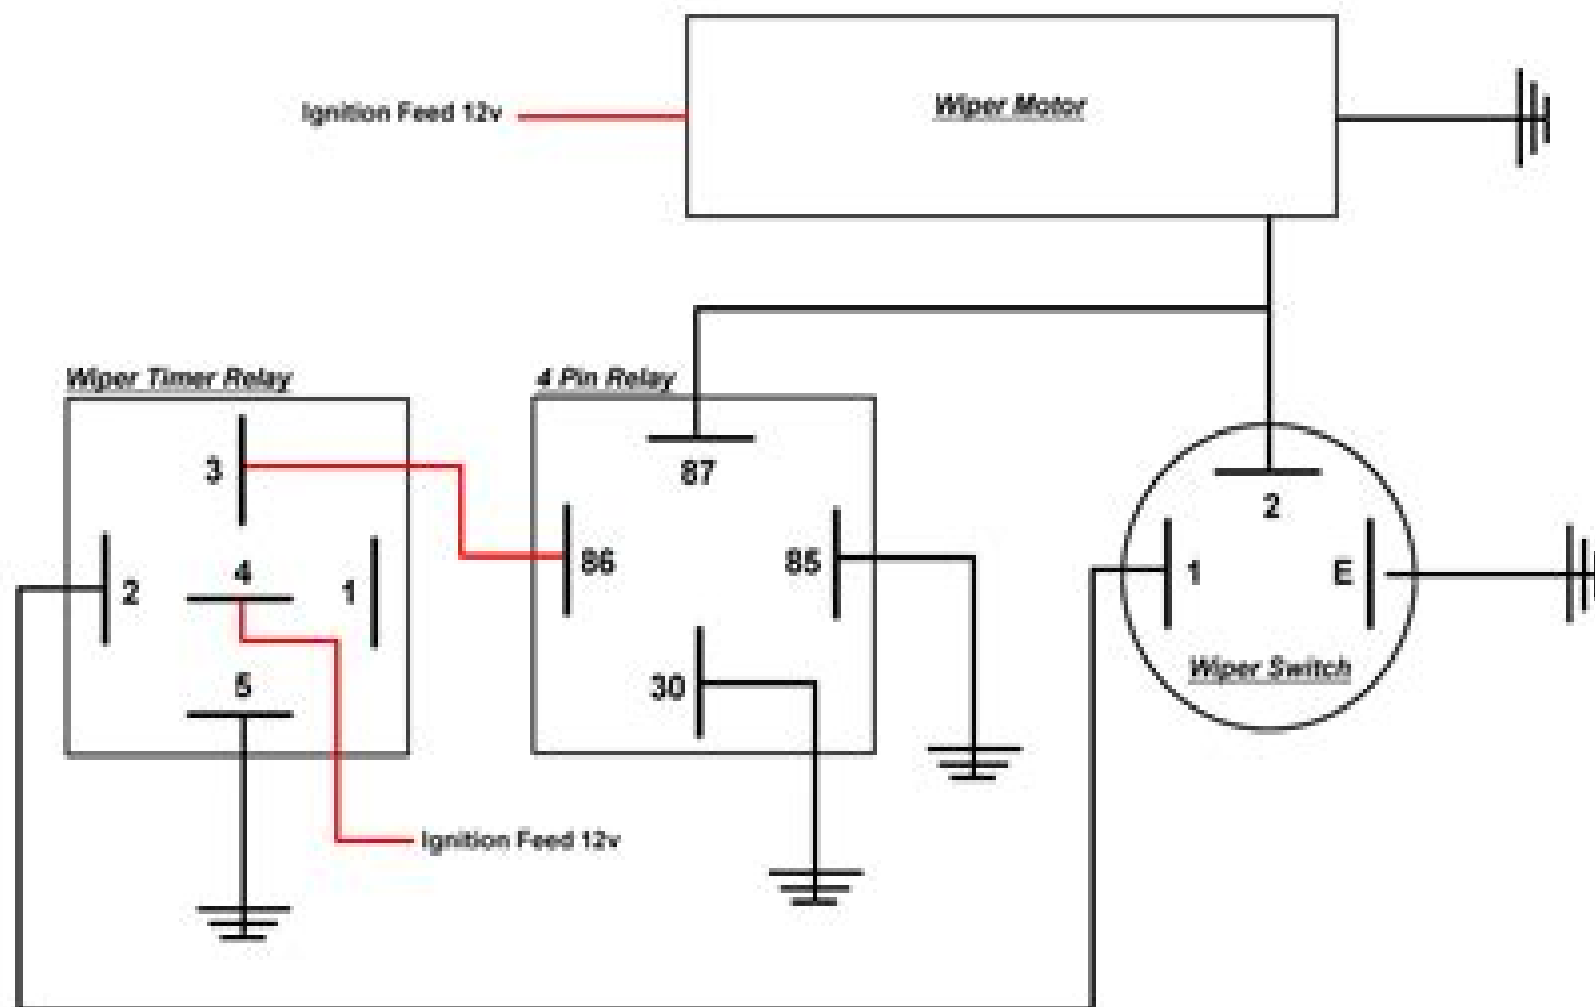 Ignition Feed 12v
Wiper Motor
Wiper Timer Relay
4 Pin Relay
3
87
2
86
85
4
2
1
1
E
5
30
Wiper Switch
Ignition Feed 12v